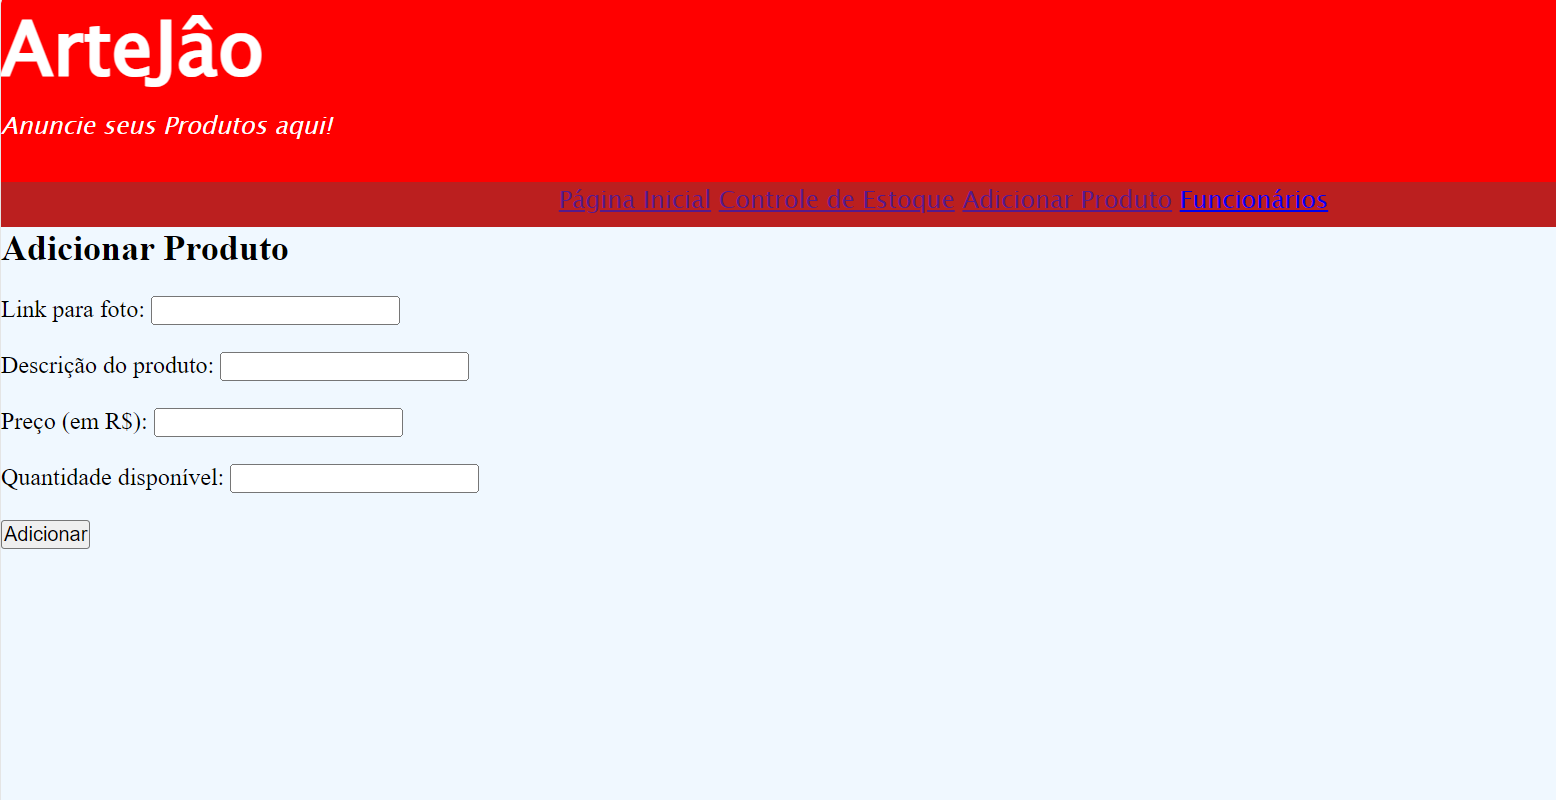 ArteJâo
Anuncie seus Produtos aqui!
Página Inicial Controle de Estoque Adicionar Produto Funcionários
Adicionar Produto
Link para foto:
Descrição do produto:
Preço (em R$):
Quantidade disponível:
Adicionar